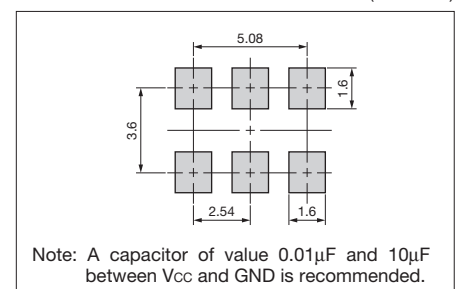 5.08
1.6
3.6
2.54
1.6
Note: A capacitor of value 0.01µF and 10µF
between Vcc and GND is recommended.